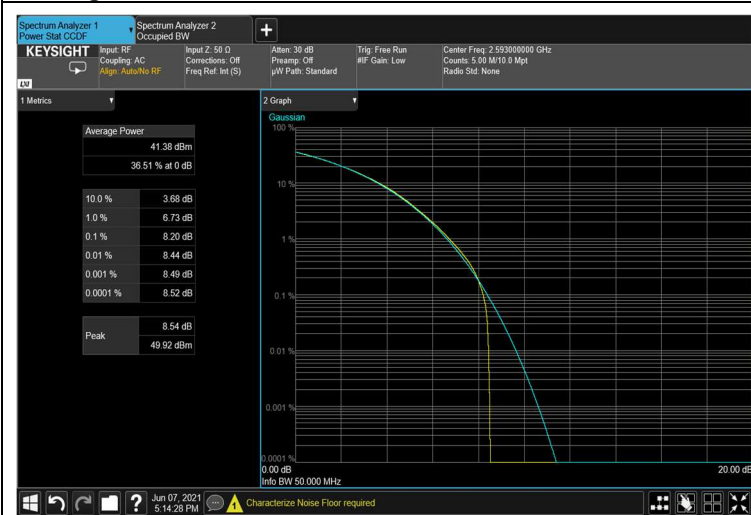 Spectrum Analyzer 1
Power Stat CCDF
Spectrum Analyzer 2
Occupied BW
KEYSIGHT
Input: RF
Coupling: AC
Align: Auto/No RF
Input Z: 50 Ω
Corrections: Off
Freq Ref: Int (S)
Atten: 30 dB
Preamp: Off
µW Path: Standard
Trig: Free Run
#IF Gain: Low
Center Freq: 2.593000000 GHz
Counts: 5.00 M/10.0 Mpt
Radio Std: None
LXI
1 Metrics
Average Power
41.38 dBm
36.51 % at 0 dB
10.0 % 3.68 dB
1.0 % 6.73 dB
0.1 % 8.20 dB
0.01 % 8.44 dB
0.001 % 8.49 dB
0.0001 % 8.52 dB
Peak
8.54 dB
49.92 dBm
2 Graph
Gaussian
100 %
10 %
1 %
0.1 %
0.01 %
0.001 %
0.0001 %
0.00 dB
20.00 dB
Info BW 50.000 MHz
Jun 07, 2021
5:14:28 PM
Characterize Noise Floor required